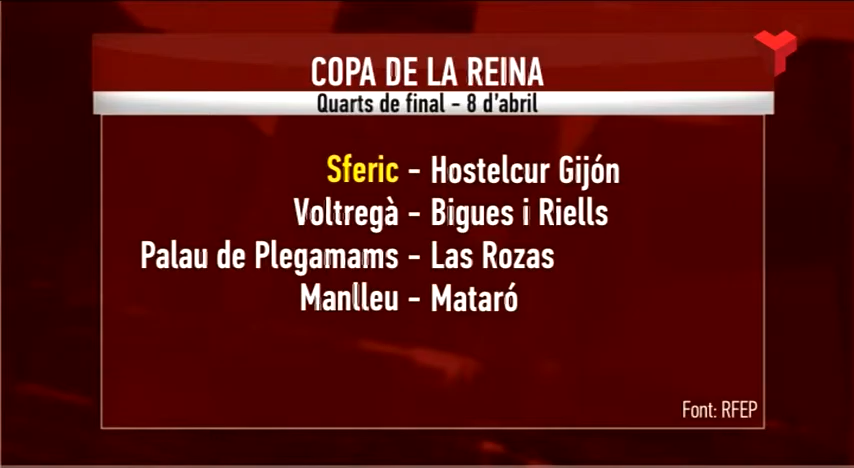 COPA DE LA REINA
Quarts de final - 8 d'abril
Sferic - Hostelcur Gijón
Voltregà - Bigues i Riells
Palau de Plegamams - Las Rozas
Manlleu - Mataró
Font: RFEP